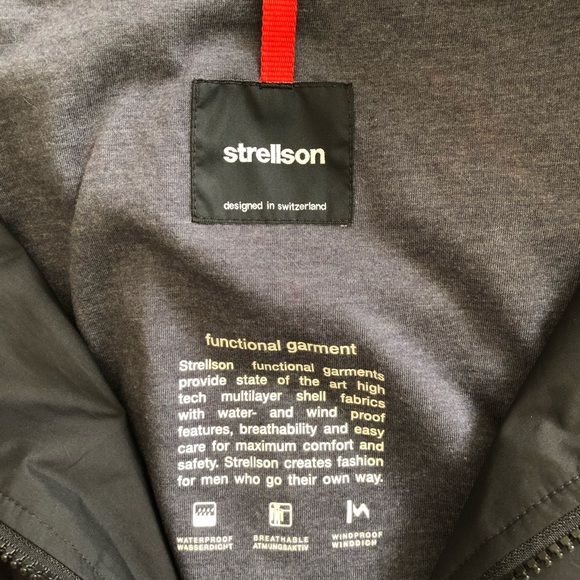 strellson
designed in switzerland
functional garment
Strellson functional garments
provide state of the art high
tech multilayer shell fabrics
with water- and wind proof
features, breathability and easy
care for maximum comfort and
safety. Strellson creates fashion
for men who go their own way.
WATERPROOF BREATHABLE WINDPROOF
WASSERDICHT ATMUNGSAKTIV WINDDICH